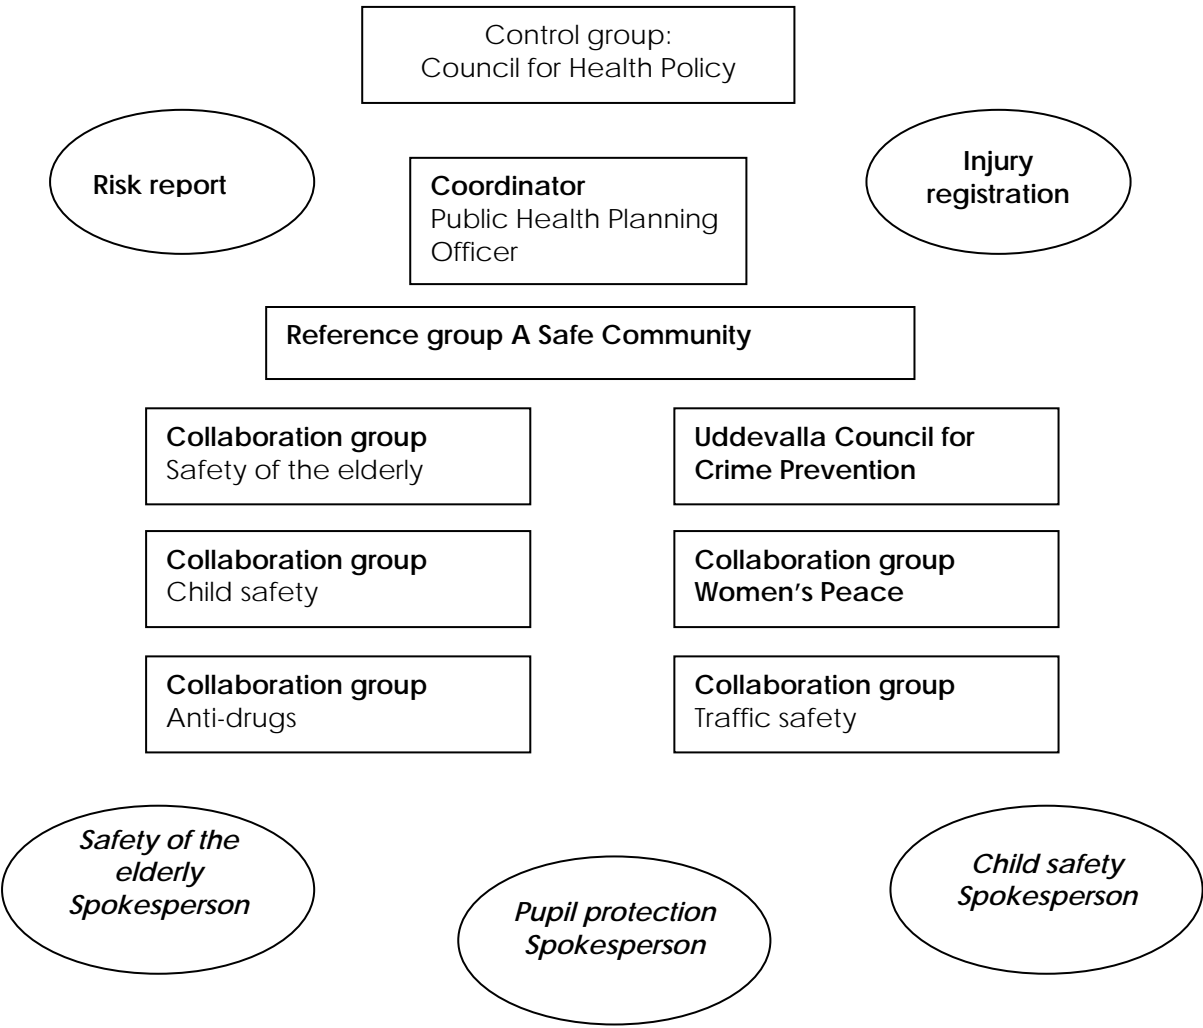 Control group:
Council for Health Policy
Risk report
Coordinator
Public Health Planning
Officer
Injury
registration
Reference group A Safe Community
Collaboration group
Safety of the elderly
Uddevalla Council for
Crime Prevention
Collaboration group
Child safety
Collaboration group
Women's Peace
Collaboration group
Anti-drugs
Collaboration group
Traffic safety
Safety of the
elderly
Spokesperson
Pupil protection
Spokesperson
Child safety
Spokesperson